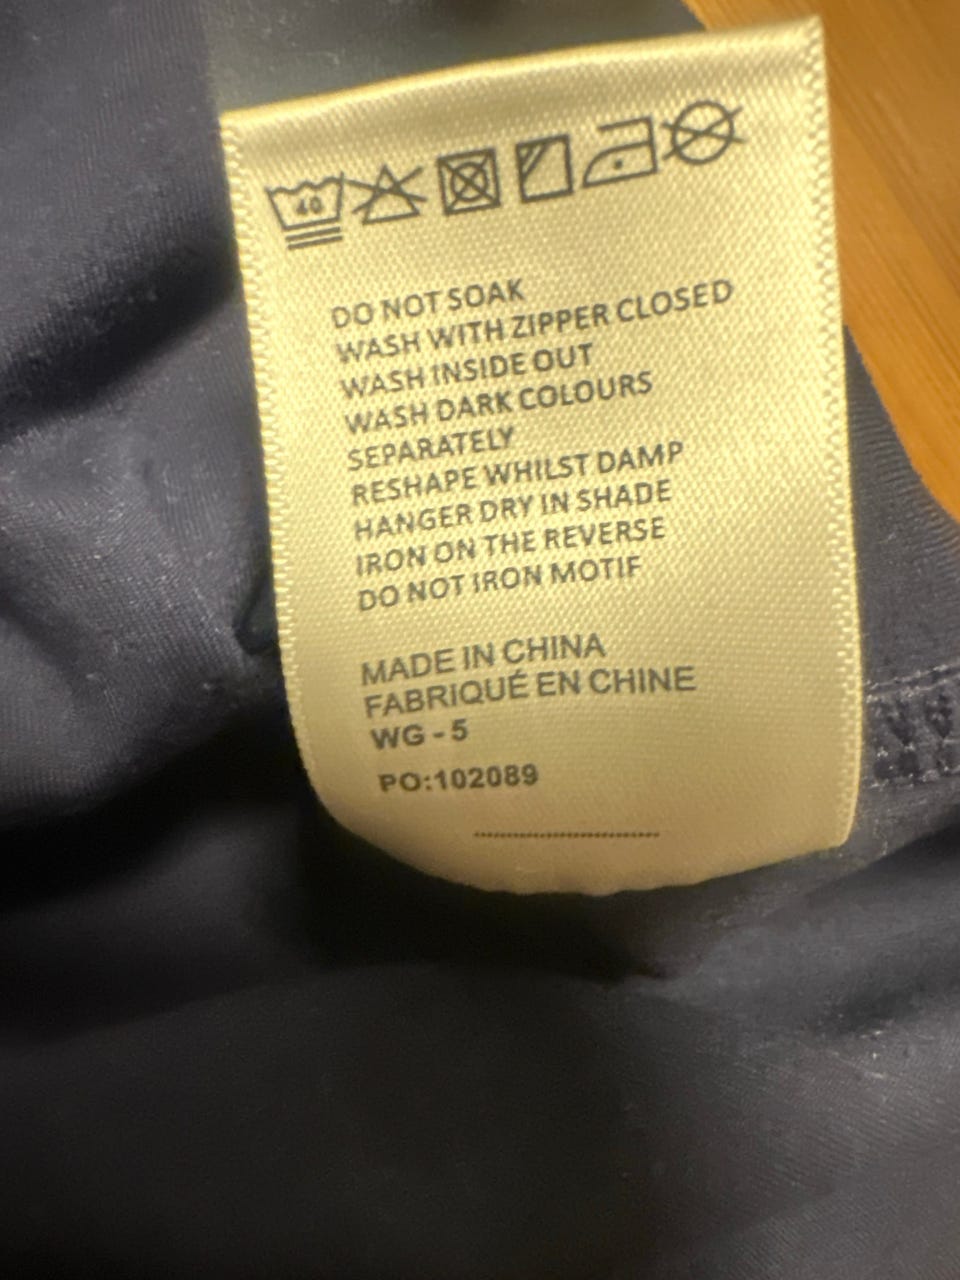 40
DO NOT SOAK
WASH WITH ZIPPER CLOSED
WASH INSIDE OUT
WASH DARK COLOURS
SEPARATELY
RESHAPE WHILST DAMP
HANGER DRY IN SHADE
IRON ON THE REVERSE
DO NOT IRON MOTIF
MADE IN CHINA
FABRIQUÉ EN CHINE
WG - 5
PO:102089